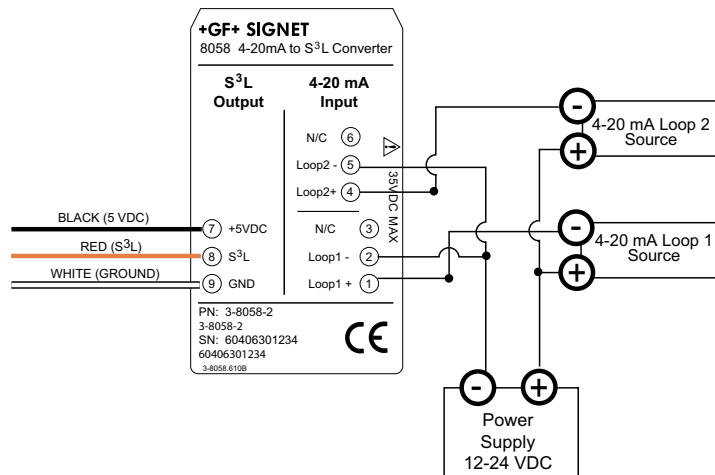 +GF+ SIGNET
8058 4-20mA to S³L Converter
S³L Output
4-20 mA Input
N/C 6
Loop2 - 5
Loop2+ 4
N/C 3
Loop1 - 2
Loop1 + 1
35VDC MAX
BLACK (5 VDC)
7 +5VDC
RED (S³L)
8 S³L
WHITE (GROUND)
9 GND
PN: 3-8058-2
3-8058-2
SN: 60406301234
60406301234
3-8058.610B
CE
-
4-20 mA Loop 2
Source
+
-
4-20 mA Loop 1
Source
+
- +
Power
Supply
12-24 VDC